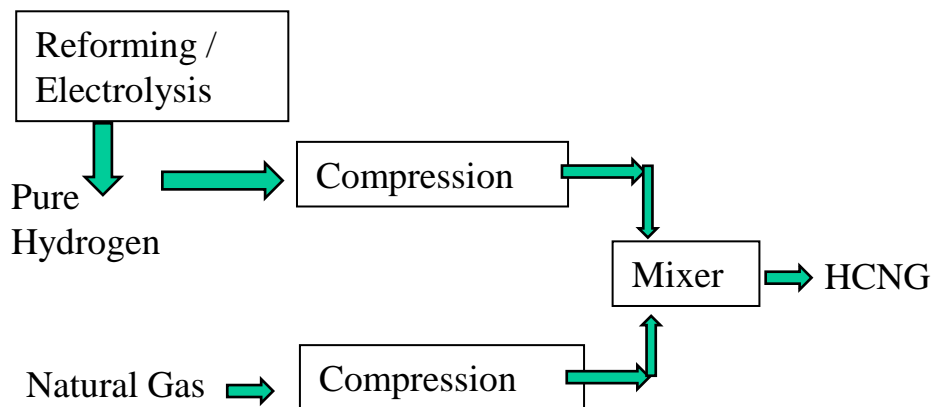 Reforming /
Electrolysis
Pure
Hydrogen
Compression
Mixer
HCNG
Natural Gas
Compression